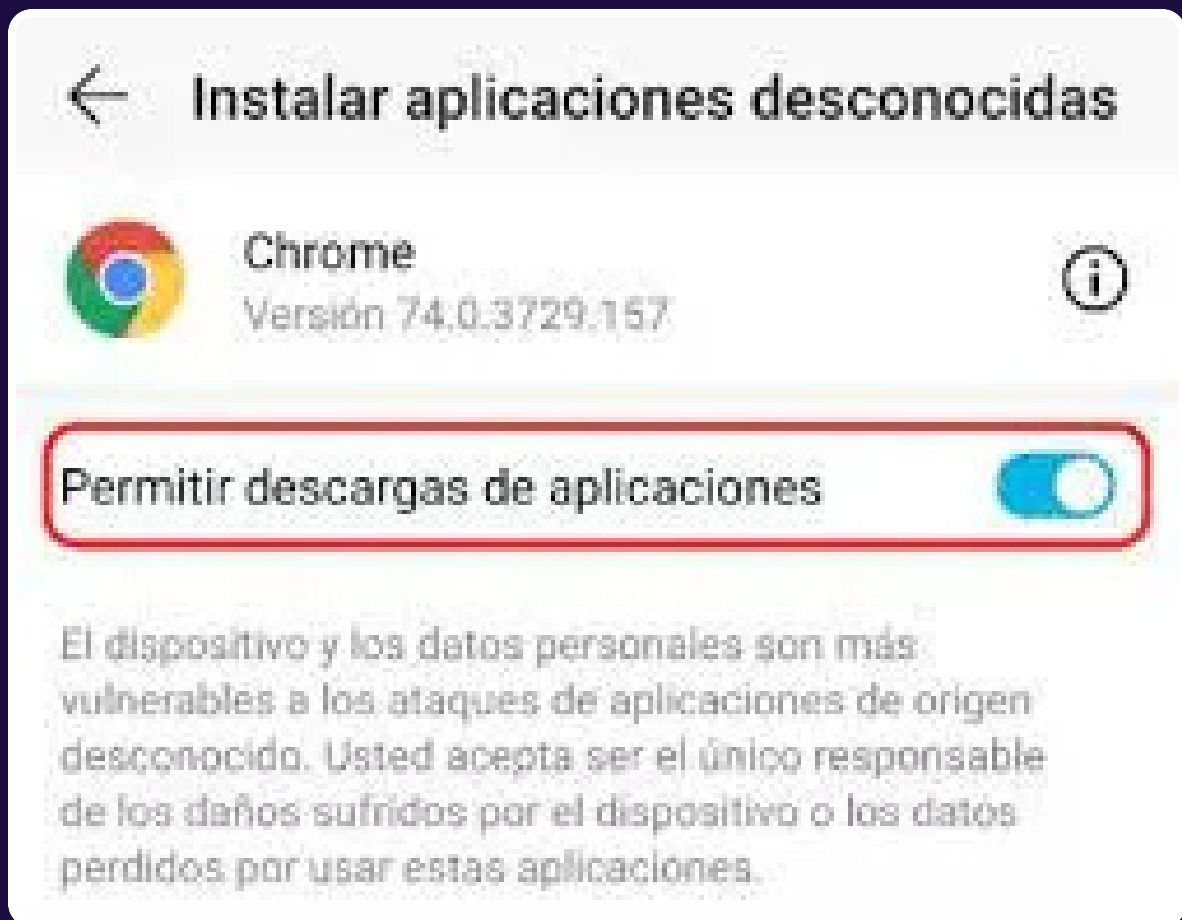 Instalar aplicaciones desconocidas
Chrome
Versión 74.0.3729.157
Permitir descargas de aplicaciones
El dispositivo y los datos personales son más
vulnerables a los ataques de aplicaciones de origen
desconocido. Usted acepta ser el único responsable
de los daños sufridos por el dispositivo o los datos
perdidos por usar estas aplicaciones.